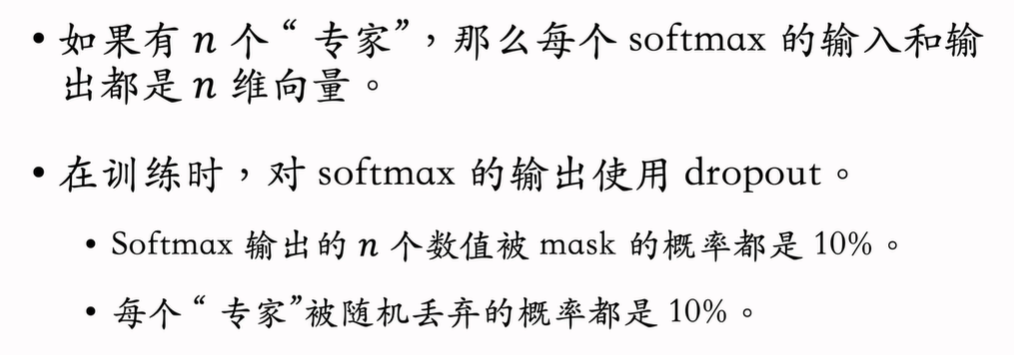 • 如果有 n 个“ 专家”，那么每个 softmax 的输入和输
出都是 n 维向量。
• 在训练时，对 softmax 的输出使用 dropout。
• Softmax 输出的 n 个数值被 mask 的概率都是 10%。
• 每个“ 专家”被随机丢弃的概率都是 10%。